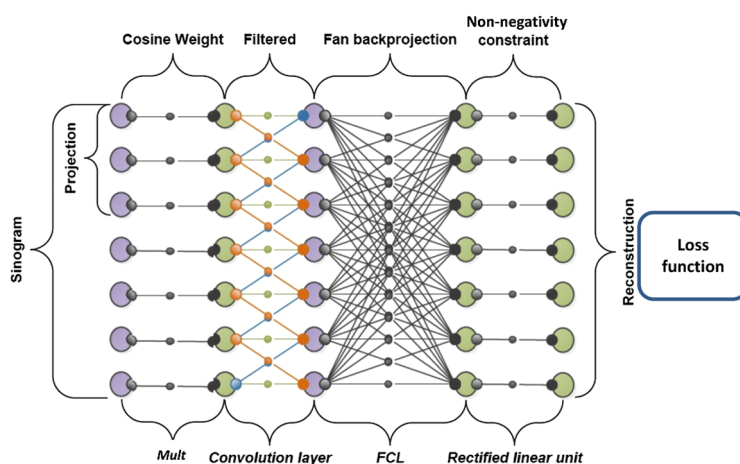 Cosine Weight
Filtered
Fan backprojection
Non-negativity
constraint
Sinogram
Projection
Reconstruction
Loss
function
Mult
Convolution layer
FCL
Rectified linear unit